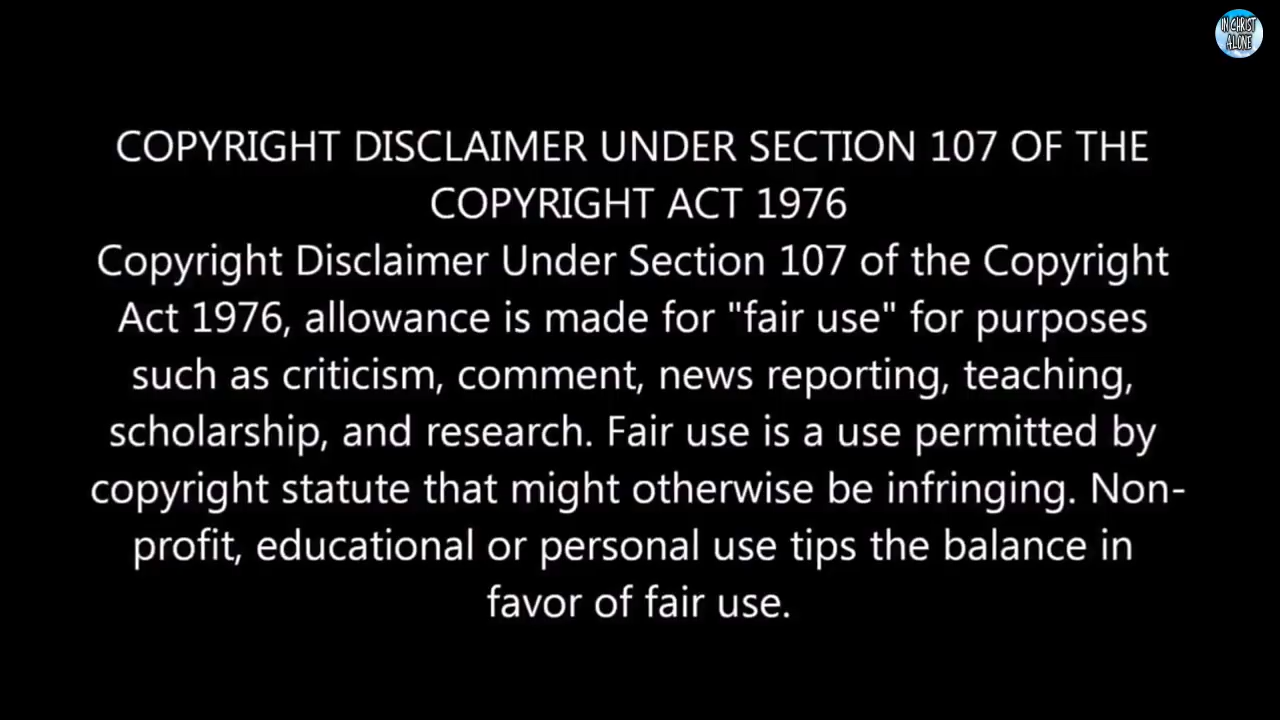 IN CHRIST
ALONE
COPYRIGHT DISCLAIMER UNDER SECTION 107 OF THE
COPYRIGHT ACT 1976
Copyright Disclaimer Under Section 107 of the Copyright
Act 1976, allowance is made for "fair use" for purposes
such as criticism, comment, news reporting, teaching,
scholarship, and research. Fair use is a use permitted by
copyright statute that might otherwise be infringing. Non-
profit, educational or personal use tips the balance in
favor of fair use.